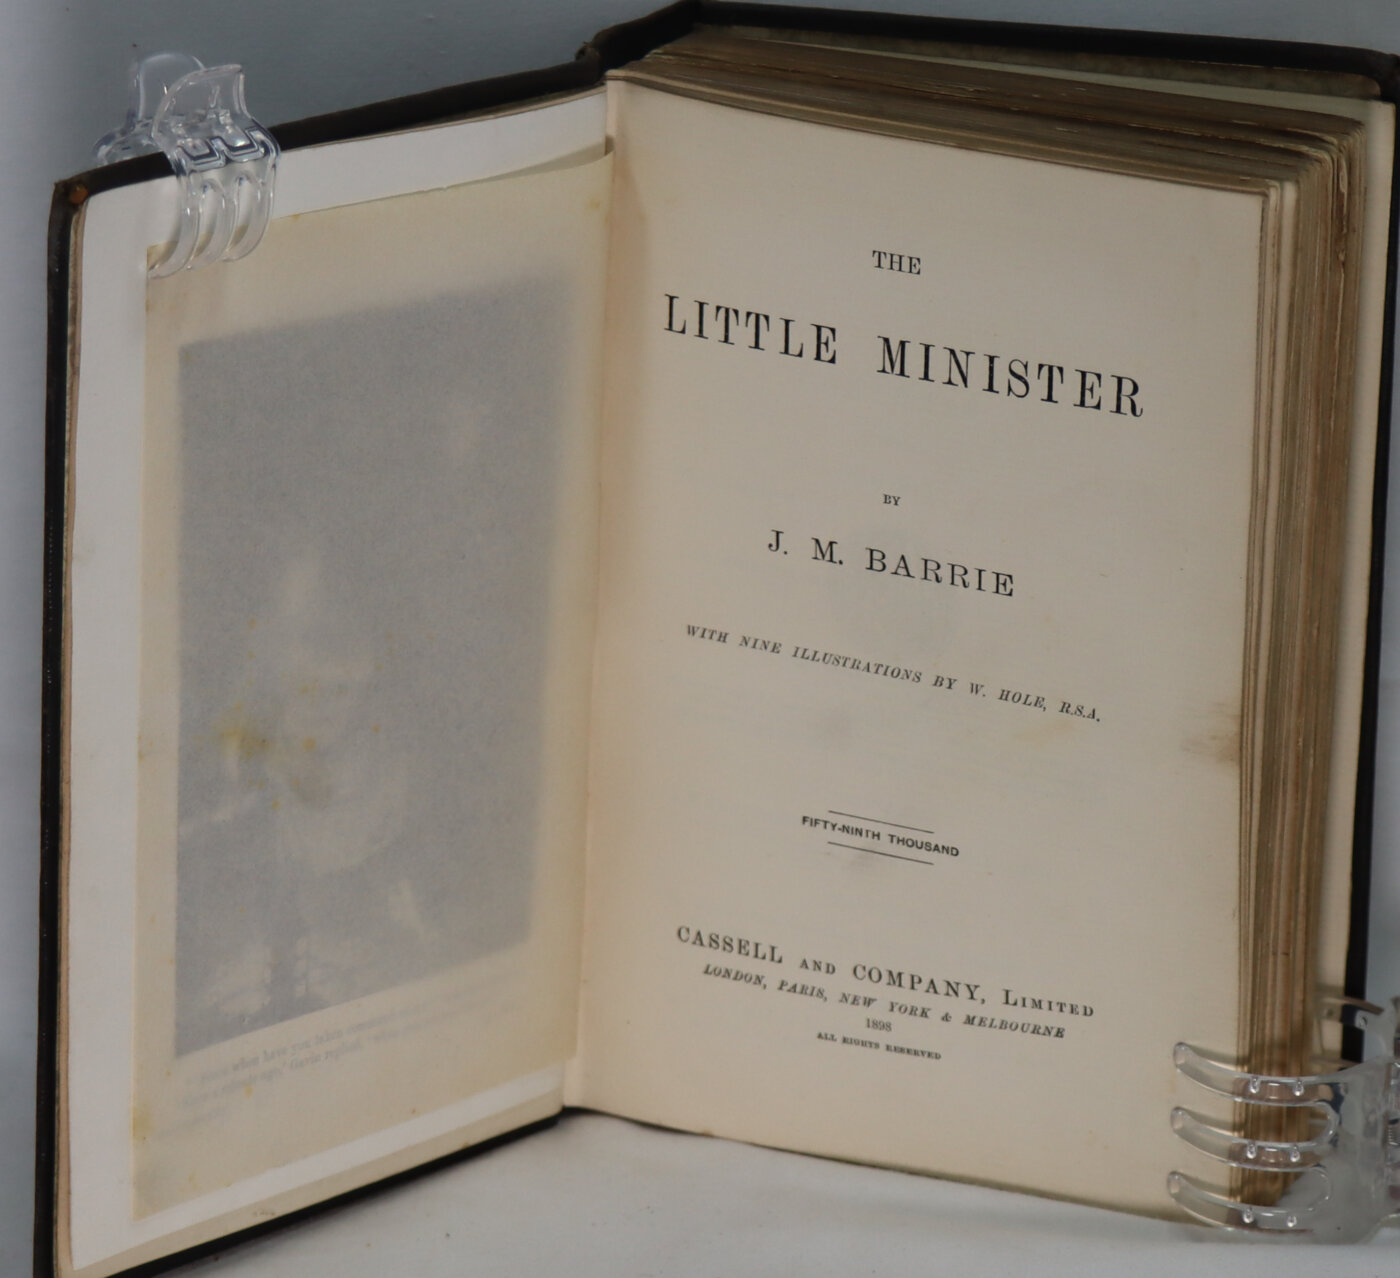 THE
LITTLE MINISTER
BY
J. M. BARRIE
WITH NINE ILLUSTRATIONS BY W. HOLE, R.S.A.
FIFTY-NINTH THOUSAND
CASSELL AND COMPANY, LIMITED
LONDON, PARIS, NEW YORK & MELBOURNE
1898
ALL RIGHTS RESERVED